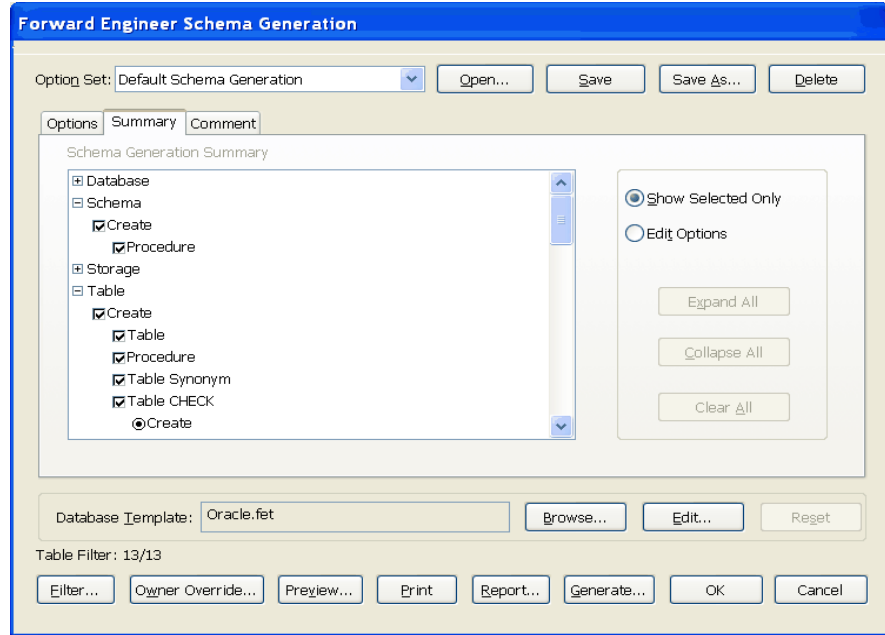 Forward Engineer Schema Generation
Option Set: Default Schema Generation Open... Save Save As... Delete
Options Summary Comment
Schema Generation Summary
Database
Schema
Create
Procedure
Storage
Table
Create
Table
Procedure
Table Synonym
Table CHECK
Create
Show Selected Only
Edit Options
Expand All
Collapse All
Clear All
Database Template: Oracle.fet Browse... Edit... Reset
Table Filter: 13/13
Filter... Owner Override... Preview... Print Report... Generate... OK Cancel